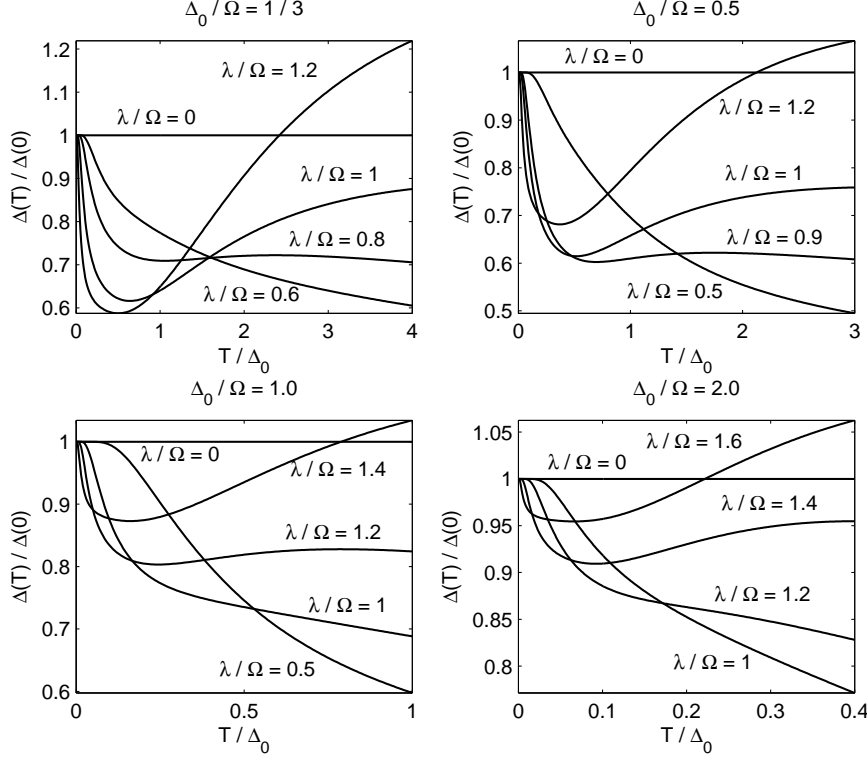 Δ0 / Ω = 1 / 3
Δ(T) / Δ(0)
1.2
1.1
1
0.9
0.8
0.7
0.6
λ / Ω = 1.2
λ / Ω = 0
λ / Ω = 1
λ / Ω = 0.8
λ / Ω = 0.6
0 1 2 3 4
T / Δ0
Δ0 / Ω = 0.5
Δ(T) / Δ(0)
1
0.9
0.8
0.7
0.6
0.5
λ / Ω = 0
λ / Ω = 1.2
λ / Ω = 1
λ / Ω = 0.9
λ / Ω = 0.5
0 1 2 3
T / Δ0
Δ0 / Ω = 1.0
Δ(T) / Δ(0)
1
0.9
0.8
0.7
0.6
λ / Ω = 0
λ / Ω = 1.4
λ / Ω = 1.2
λ / Ω = 1
λ / Ω = 0.5
0 0.5 1
T / Δ0
Δ0 / Ω = 2.0
Δ(T) / Δ(0)
1.05
1
0.95
0.9
0.85
0.8
λ / Ω = 1.6
λ / Ω = 0
λ / Ω = 1.4
λ / Ω = 1.2
λ / Ω = 1
0 0.1 0.2 0.3 0.4
T / Δ0